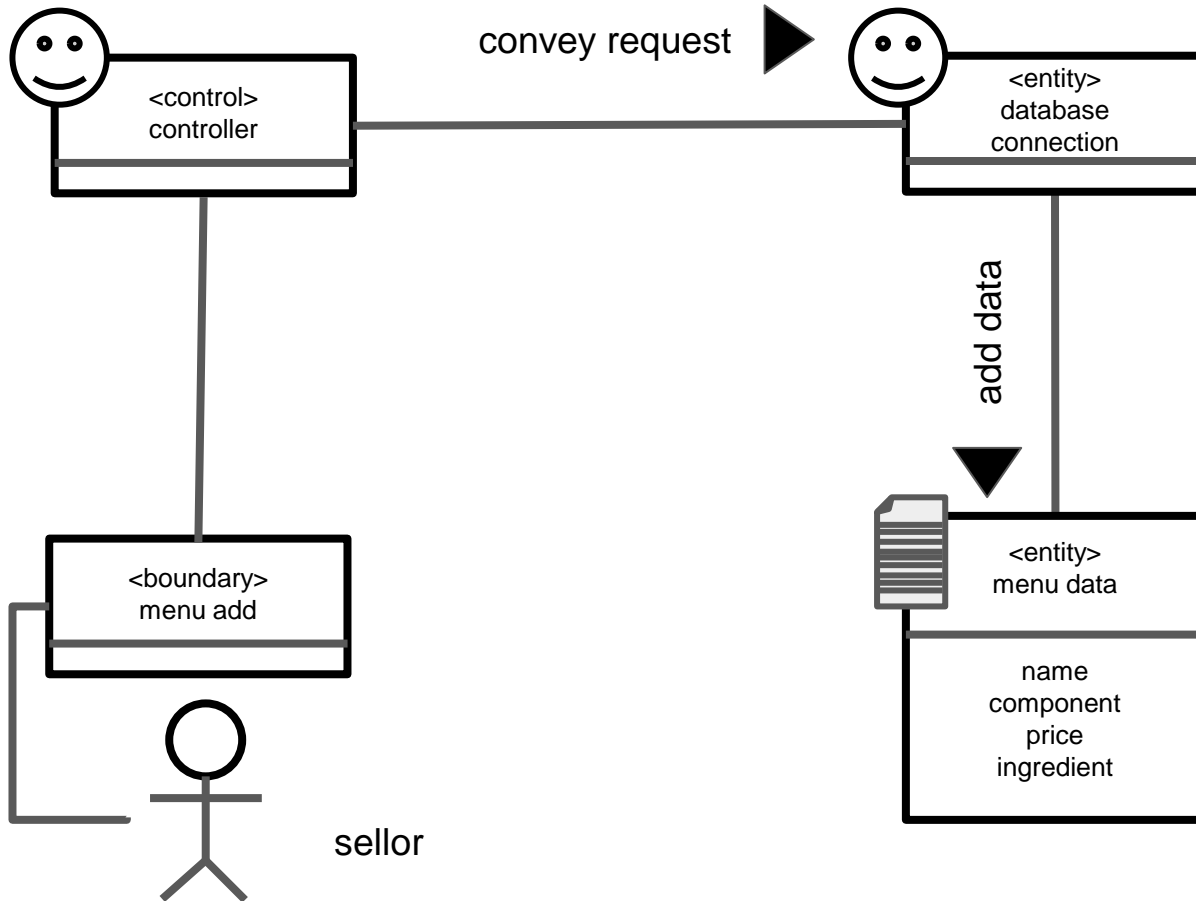 convey request
<control>
controller
<entity>
database
connection
add data
<boundary>
menu add
<entity>
menu data
name
component
price
ingredient
sellor